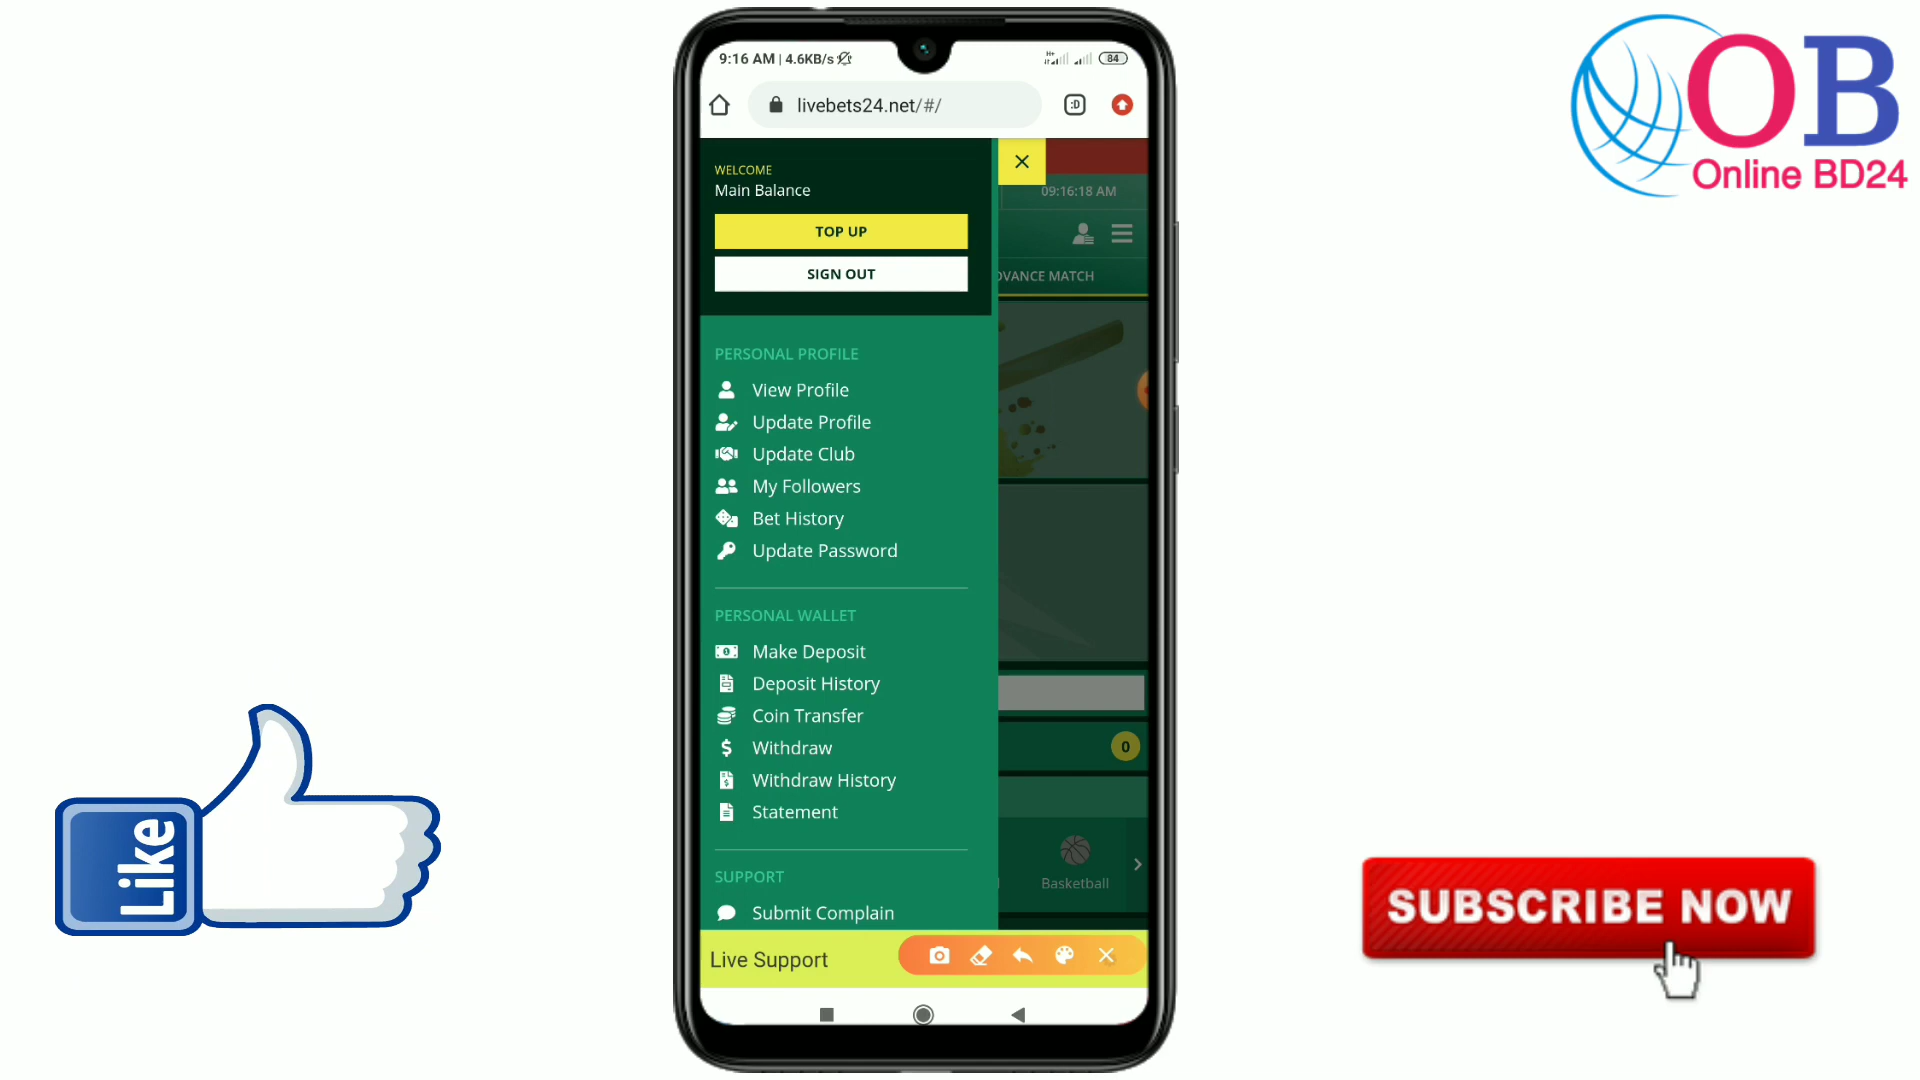 9:16 AM | 4.6KB/s
84
livebets24.net/#/
:D
WELCOME
Main Balance
09:16:18 AM
TOP UP
SIGN OUT
DVANCE MATCH
PERSONAL PROFILE
View Profile
Update Profile
Update Club
My Followers
Bet History
Update Password
PERSONAL WALLET
Make Deposit
Deposit History
Coin Transfer
Withdraw
0
Withdraw History
Statement
Basketball
SUPPORT
Submit Complain
Live Support
OB
Online BD24
Like
SUBSCRIBE NOW